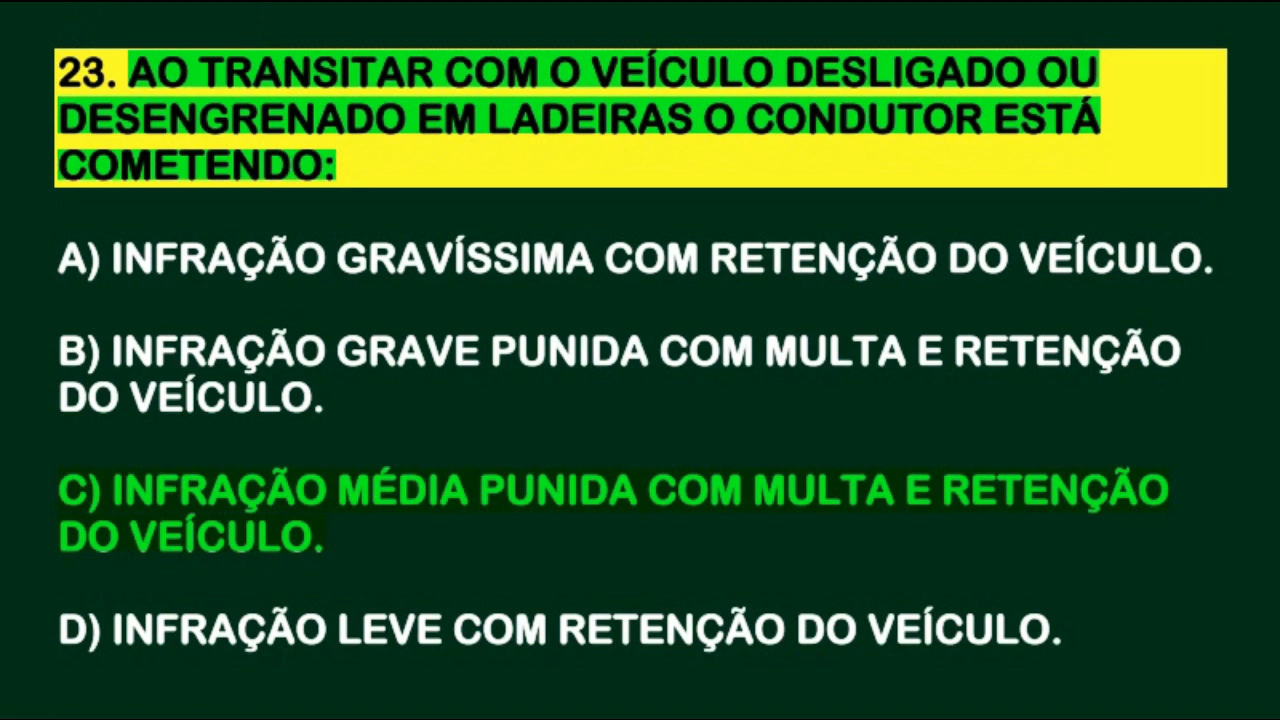 23. AO TRANSITAR COM O VEÍCULO DESLIGADO OU
DESENGRENADO EM LADEIRAS O CONDUTOR ESTÁ
COMETENDO:
A) INFRAÇÃO GRAVÍSSIMA COM RETENÇÃO DO VEÍCULO.
B) INFRAÇÃO GRAVE PUNIDA COM MULTA E RETENÇÃO
DO VEÍCULO.
C) INFRAÇÃO MÉDIA PUNIDA COM MULTA E RETENÇÃO
DO VEÍCULO.
D) INFRAÇÃO LEVE COM RETENÇÃO DO VEÍCULO.